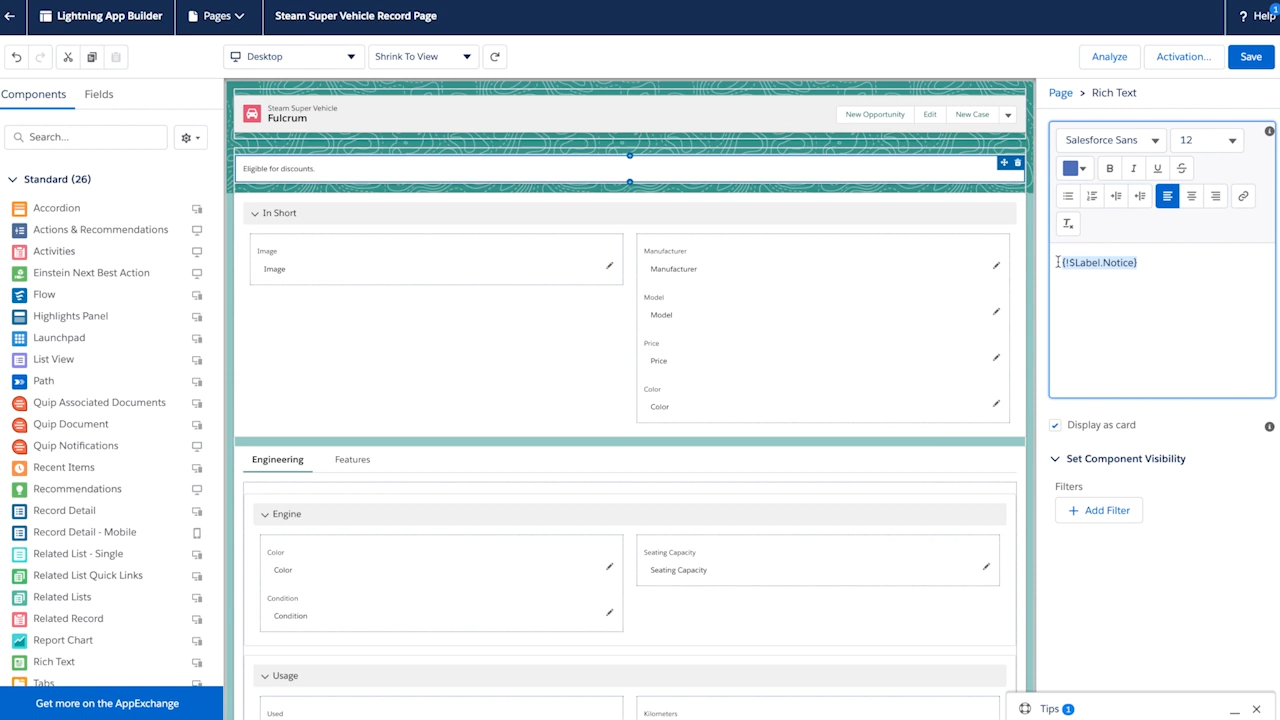 Lightning App Builder
Pages
Steam Super Vehicle Record Page
? Help
1
Desktop
Shrink To View
Analyze
Activation...
Save
Components
Fields
Page > Rich Text
Search...
Standard (26)
Accordion
Actions & Recommendations
Activities
Einstein Next Best Action
Flow
Highlights Panel
Launchpad
List View
Path
Quip Associated Documents
Quip Document
Quip Notifications
Recent Items
Recommendations
Record Detail
Record Detail - Mobile
Related List - Single
Related List Quick Links
Related Lists
Related Record
Report Chart
Rich Text
Tabs
Get more on the AppExchange
Steam Super Vehicle
Fulcrum
New Opportunity
Edit
New Case
Eligible for discounts.
In Short
Image
Image
Manufacturer
Manufacturer
Model
Model
Price
Price
Color
Color
Engineering
Features
Engine
Color
Color
Condition
Condition
Seating Capacity
Seating Capacity
Usage
Used
Kilometers
Salesforce Sans
12
B
I
U
S
{!$Label.Notice}
Display as card
Set Component Visibility
Filters
+ Add Filter
Tips 1